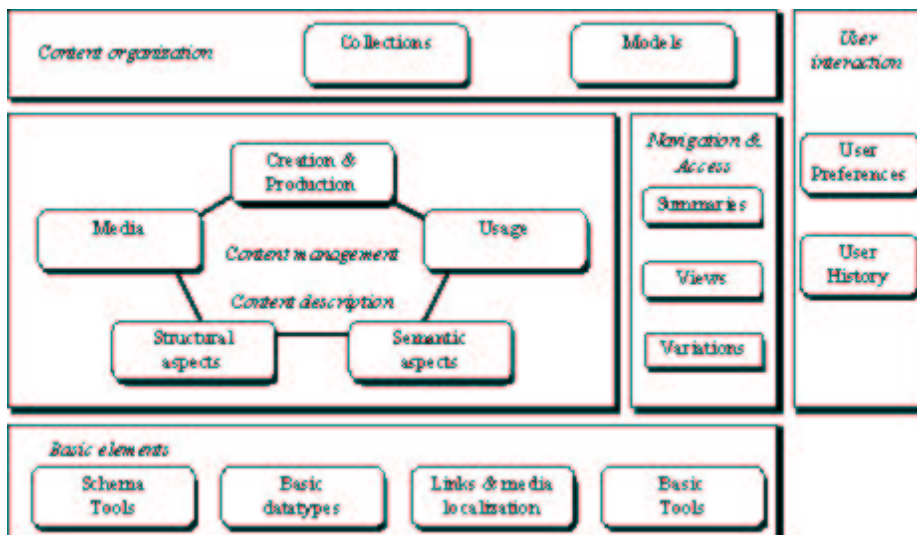 Content organization
Collections
Models
User
interaction
User
Preferences
User
History
Creation &
Production
Media
Usage
Content management
Content description
Structural
aspects
Semantic
aspects
Navigation &
Access
Summaries
Views
Variations
Basic elements
Schema
Tools
Basic
datatypes
Links & media
localization
Basic
Tools